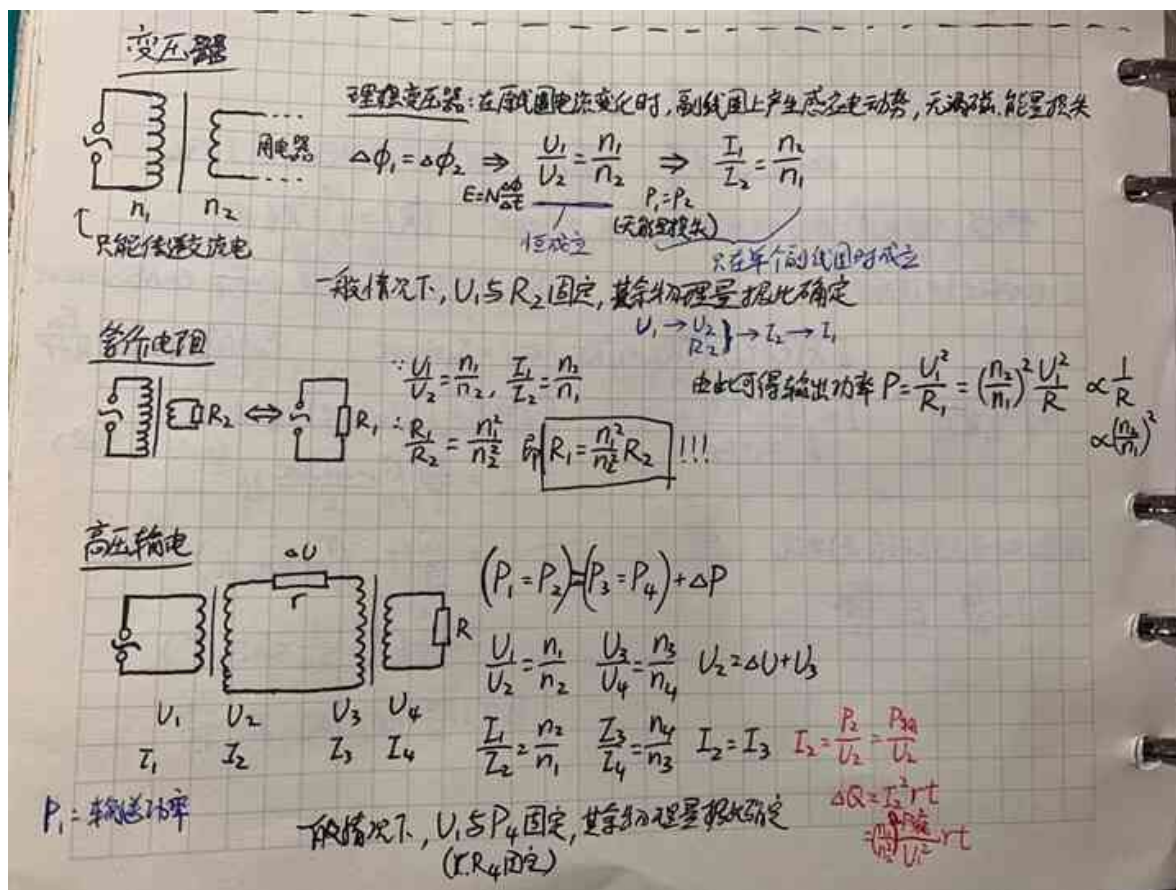 变压器
理想变压器:在原线圈电流变化时,副线圈上产生感应电动势,无漏磁、能量损失
用电器
Δφ₁=Δφ₂ ⇒ U₁/U₂=n₁/n₂ ⇒ I₁/I₂=n₂/n₁
E=NΔφ/Δt
P₁=P₂
(无能量损失)
n₁ n₂
只能传递交流电
恒成立
只在单个副线圈时成立
一般情况下,U₁与R₂固定,其余物理量据此确定
U₁→U₂ R₂}→I₂→I₁
等价电阻
R₂ ⇔ R₁
∵U₁/U₂=n₁/n₂, I₁/I₂=n₂/n₁
∴R₁/R₂=n₁²/n₂² 即 R₁=n₁²/n₂² R₂ !!!
由此可得输出功率P=U₁²/R₁=(n₂/n₁)²U₁²/R ∝1/R
∝(n₂/n₁)²
高压输电
ΔU
r
R
(P₁=P₂)=(P₃=P₄)+ΔP
U₁/U₂=n₁/n₂ U₃/U₄=n₃/n₄ U₂=ΔU+U₃
U₁ U₂ U₃ U₄
I₁ I₂ I₃ I₄
I₁/I₂=n₂/n₁ I₃/I₄=n₄/n₃ I₂=I₃ I₂=P₂/U₂
ΔQ=I₂²rt
P₁=输送功率
一般情况下,U₁与P₄固定,其余物理量据此确定